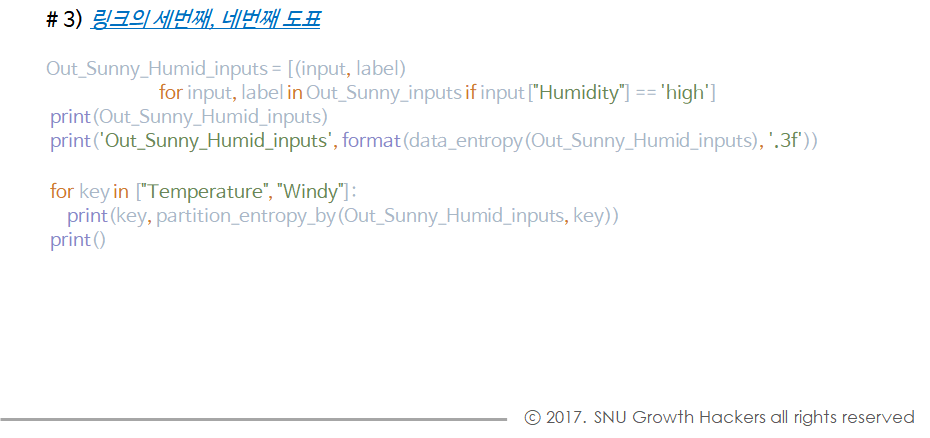 # 3) 링크의 세번째, 네번째 도표
Out_Sunny_Humid_inputs = [(input, label)
for input, label in Out_Sunny_inputs if input ["Humidity"] == 'high']
print(Out_Sunny_Humid_inputs)
print('Out_Sunny_Humid_inputs', format(data_entropy(Out_Sunny_Humid_inputs), '.3f'))
for key in ["Temperature", "Windy"]:
print(key, partition_entropy_by(Out_Sunny_Humid_inputs, key))
print()
ⓒ 2017. SNU Growth Hackers all rights reserved